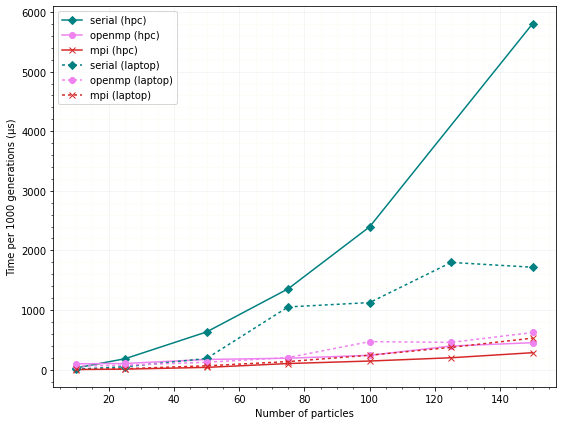 serial (hpc)
openmp (hpc)
mpi (hpc)
serial (laptop)
openmp (laptop)
mpi (laptop)
6000
5000
4000
3000
2000
1000
0
Time per 1000 generations (μs)
20 40 60 80 100 120 140
Number of particles